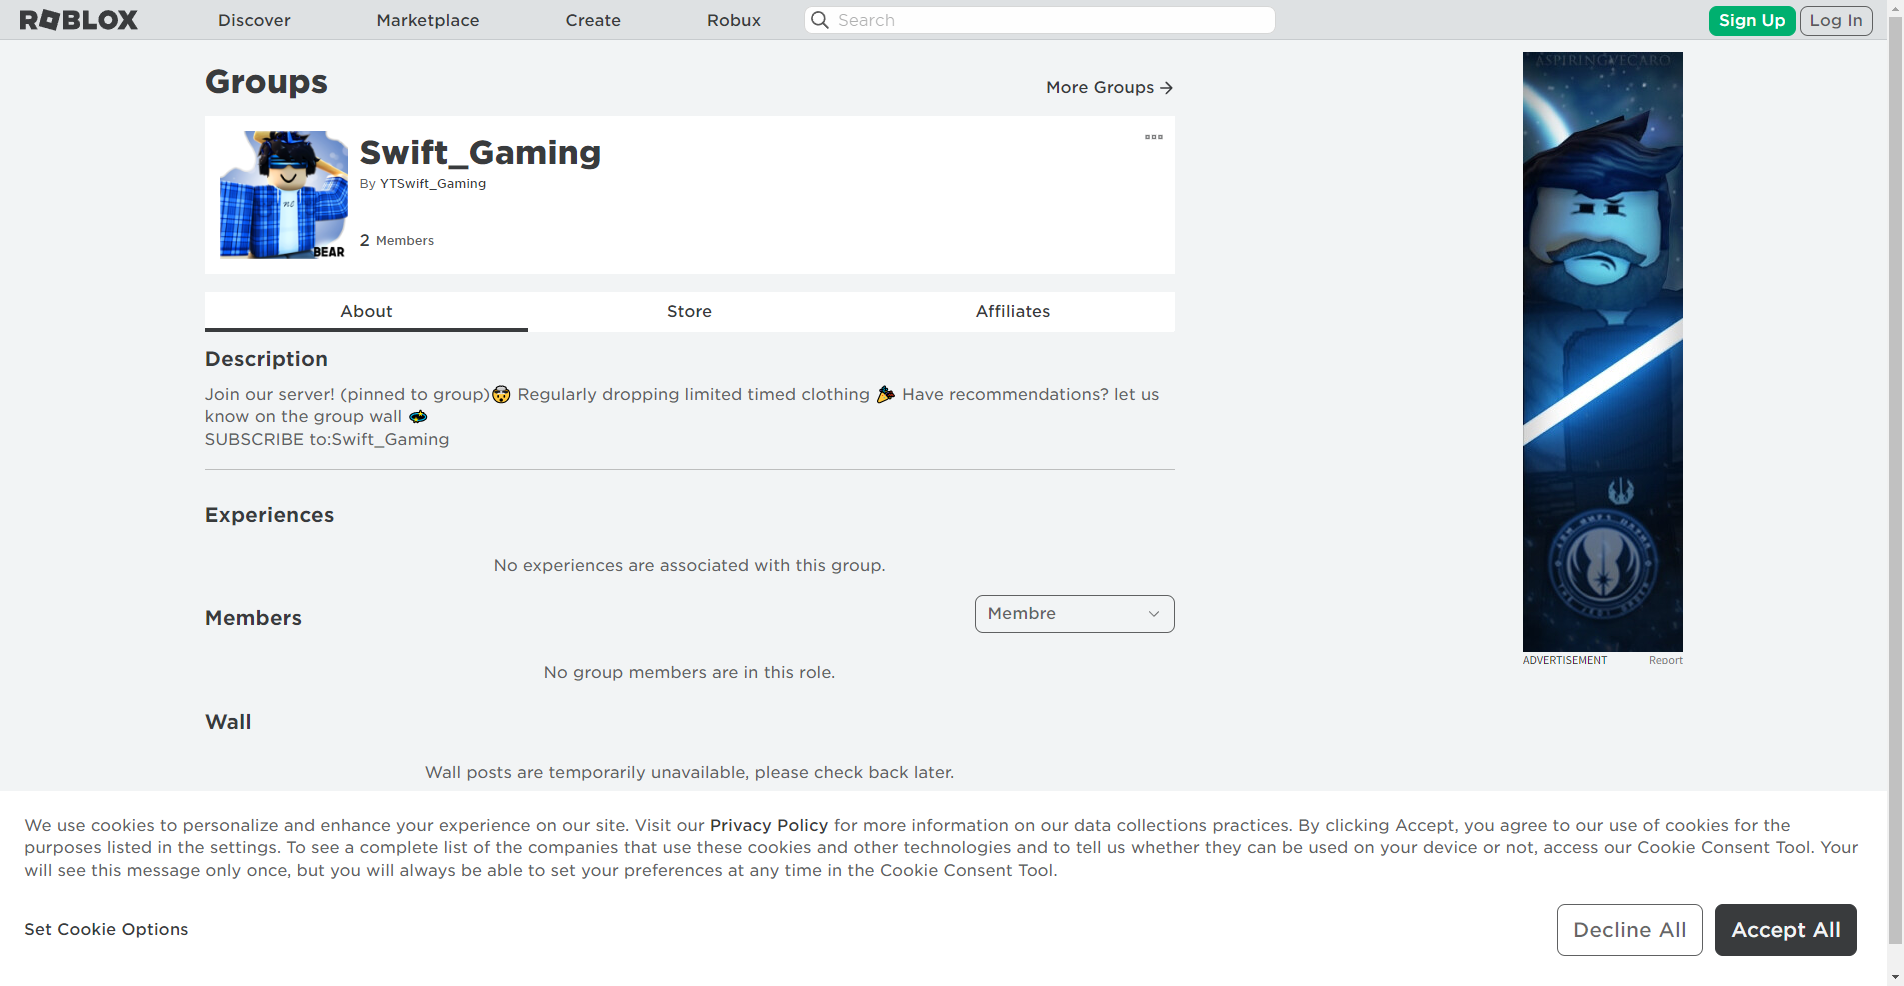 ROBLOX Discover Marketplace Create Robux Search Sign Up Log In
Groups
More Groups
Swift_Gaming
By YTSwift_Gaming
2 Members
BEAR
About Store Affiliates
Description
Join our server! (pinned to group)🤯 Regularly dropping limited timed clothing 🎉 Have recommendations? let us
know on the group wall 💫
SUBSCRIBE to:Swift_Gaming
Experiences
No experiences are associated with this group.
Members
Membre
No group members are in this role.
Wall
Wall posts are temporarily unavailable, please check back later.
ASPIRINGVECARO
ADVERTISEMENT Report
We use cookies to personalize and enhance your experience on our site. Visit our Privacy Policy for more information on our data collections practices. By clicking Accept, you agree to our use of cookies for the
purposes listed in the settings. To see a complete list of the companies that use these cookies and other technologies and to tell us whether they can be used on your device or not, access our Cookie Consent Tool. Your
will see this message only once, but you will always be able to set your preferences at any time in the Cookie Consent Tool.
Set Cookie Options
Decline All
Accept All